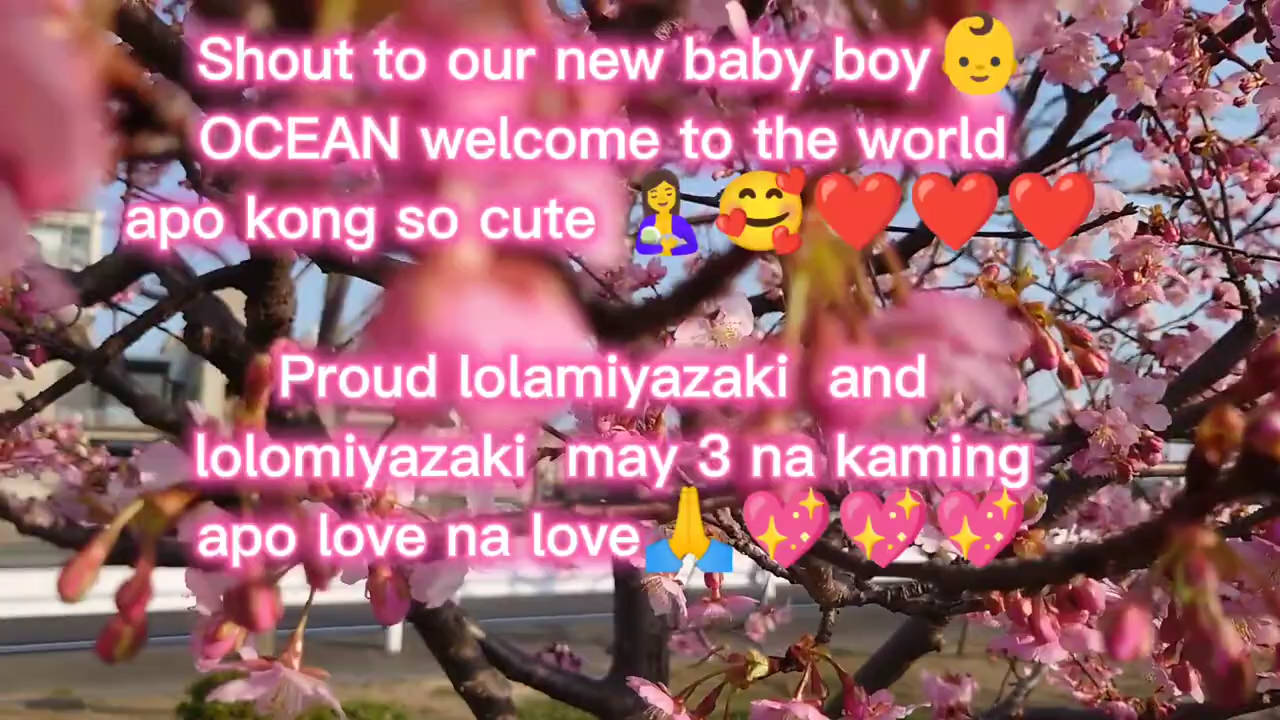 Shout to our new baby boy👶
OCEAN welcome to the world
apo kong so cute 👩‍🍼🥰❤️❤️❤️
Proud lolamiyazaki and
lolomiyazaki may 3 na kaming
apo love na love🙏💖💖💖